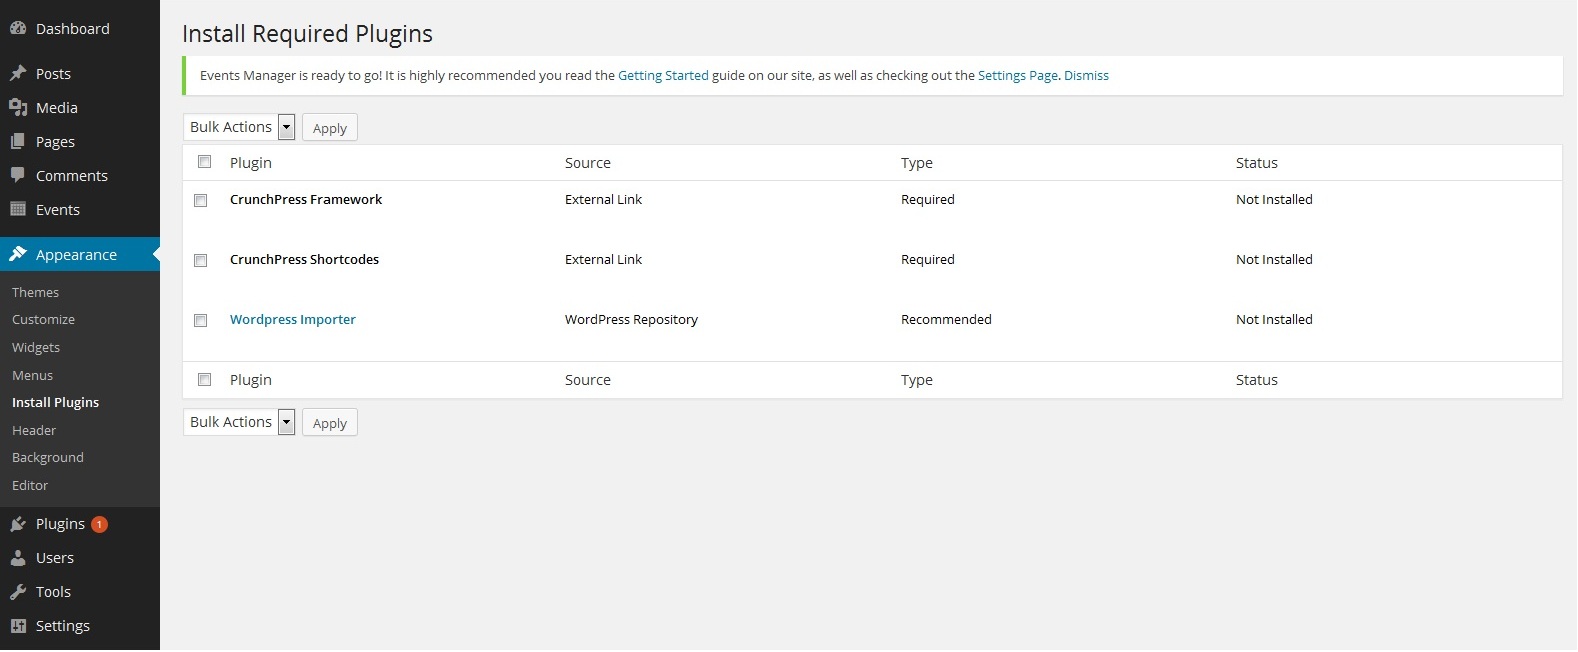 Dashboard
Posts
Media
Pages
Comments
Events
Appearance
Themes
Customize
Widgets
Menus
Install Plugins
Header
Background
Editor
Plugins 1
Users
Tools
Settings
Install Required Plugins
Events Manager is ready to go! It is highly recommended you read the Getting Started guide on our site, as well as checking out the Settings Page. Dismiss
Bulk Actions Apply
Plugin Source Type Status
CrunchPress Framework External Link Required Not Installed
CrunchPress Shortcodes External Link Required Not Installed
Wordpress Importer WordPress Repository Recommended Not Installed
Plugin Source Type Status
Bulk Actions Apply